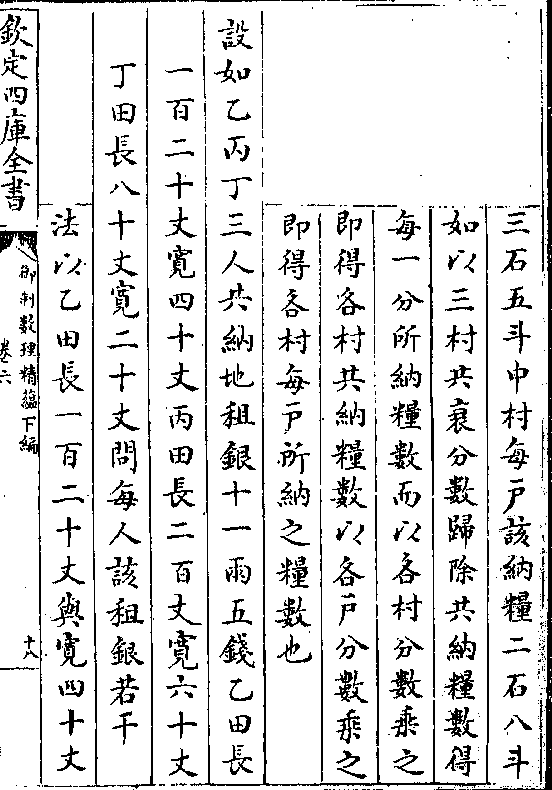 三石五斗中村每戸該納糧二石八斗
如以三村共衰分數歸除共納糧數得
每一分所納糧數而以各村分數乗之
即得各村共納糧數以各戸分數乗之
即得各村每戸所納之糧數也
設如乙丙丁三人共納地租銀十一兩五錢乙田長
一百二十丈寛四十丈丙田長二百丈寛六十丈
丁田長八十丈寛二十丈問每人該租銀若干
法以乙田長一百二十丈與寛四十丈
欽定四庫全書
御制數理精藴下編
卷六
十八